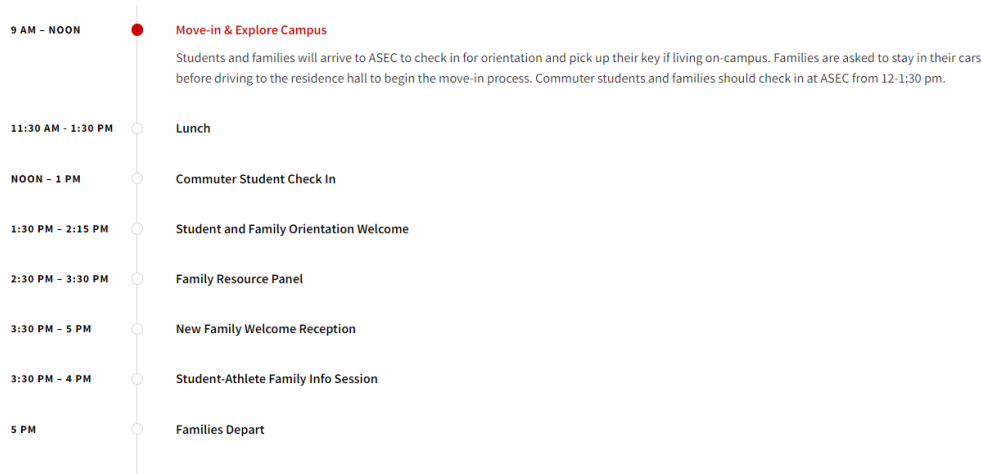 9 AM – NOON
Move-in & Explore Campus
Students and families will arrive to ASEC to check in for orientation and pick up their key if living on-campus. Families are asked to stay in their cars
before driving to the residence hall to begin the move-in process. Commuter students and families should check in at ASEC from 12-1:30 pm.
11:30 AM - 1:30 PM
Lunch
NOON – 1 PM
Commuter Student Check In
1:30 PM – 2:15 PM
Student and Family Orientation Welcome
2:30 PM – 3:30 PM
Family Resource Panel
3:30 PM – 5 PM
New Family Welcome Reception
3:30 PM – 4 PM
Student-Athlete Family Info Session
5 PM
Families Depart